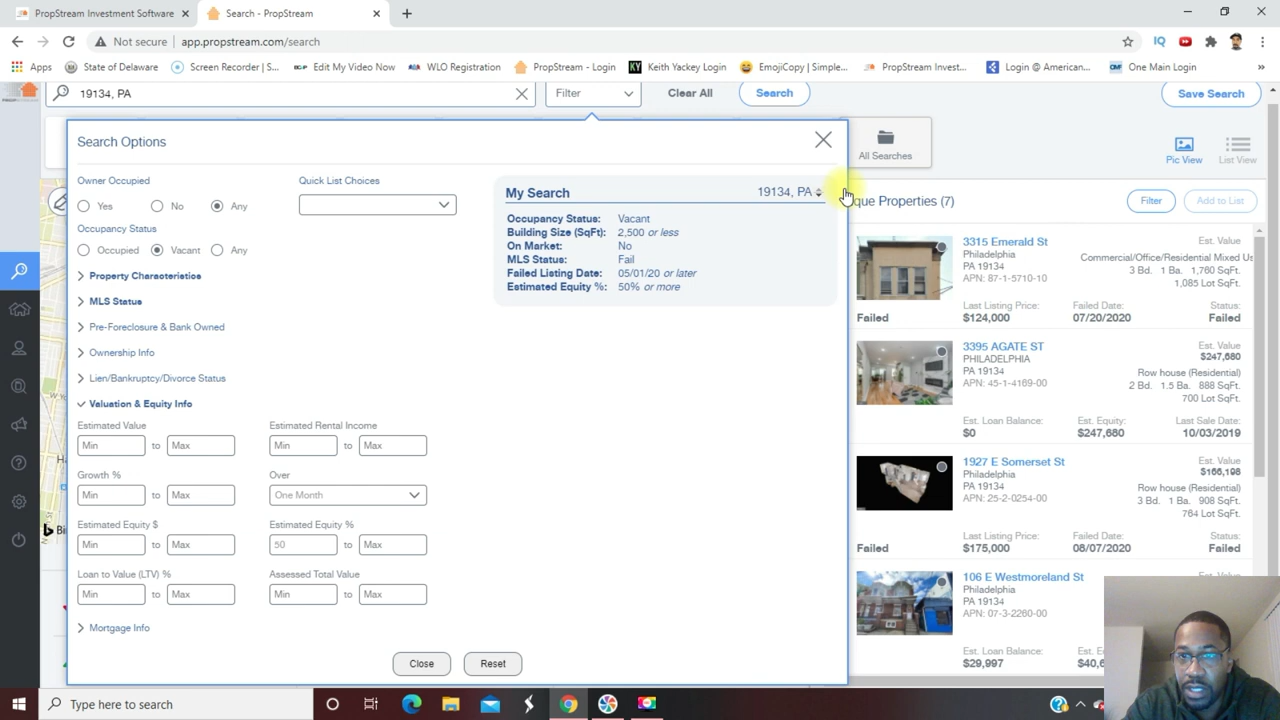 PropStream Investment Software
Search - PropStream
Not secure
app.propstream.com/search
Apps
State of Delaware
Screen Recorder | S...
Edit My Video Now
WLO Registration
PropStream - Login
KY
Keith Yackey Login
EmojiCopy | Simple...
PropStream Invest...
Login @ American...
OMF
One Main Login
19134, PA
Filter
Clear All
Search
Save Search
Search Options
All Searches
Pic View
List View
Owner Occupied
Yes
No
Any
Quick List Choices
Occupancy Status
Occupied
Vacant
Any
Property Characteristics
MLS Status
Pre-Foreclosure & Bank Owned
Ownership Info
Lien/Bankruptcy/Divorce Status
Valuation & Equity Info
Estimated Value
Min to Max
Estimated Rental Income
Min to Max
Growth %
Min to Max
Over
One Month
Estimated Equity $
Min to Max
Estimated Equity %
50 to Max
Loan to Value (LTV) %
Min to Max
Assessed Total Value
Min to Max
Mortgage Info
Close
Reset
My Search
19134, PA
Occupancy Status: Vacant
Building Size (SqFt): 2,500 or less
On Market: No
MLS Status: Fail
Failed Listing Date: 05/01/20 or later
Estimated Equity %: 50% or more
que Properties (7)
Filter
Add to List
3315 Emerald St
Philadelphia
PA 19134
APN: 87-1-5710-10
Est. Value
Commercial/Office/Residential Mixed Us
3 Bd. 1 Ba. 1,760 SqFt.
1,085 Lot SqFt.
Last Listing Price:
Failed Date:
Status:
Failed
$124,000
07/20/2020
Failed
3395 AGATE ST
PHILADELPHIA
PA 19134
APN: 45-1-4169-00
Est. Value
$247,680
Row house (Residential)
2 Bd. 1.5 Ba. 888 SqFt.
700 Lot SqFt.
Est. Loan Balance:
Est. Equity:
Last Sale Date:
$0
$247,680
10/03/2019
1927 E Somerset St
Philadelphia
PA 19134
APN: 25-2-0254-00
Est. Value
$166,198
Row house (Residential)
3 Bd. 1 Ba. 908 SqFt.
764 Lot SqFt.
Last Listing Price:
Failed Date:
Status:
Failed
$175,000
08/07/2020
Failed
106 E Westmoreland St
Philadelphia
PA 19134
APN: 07-3-2260-00
Est. Value
Est. Loan Balance:
$29,997
$40,6
Type here to search